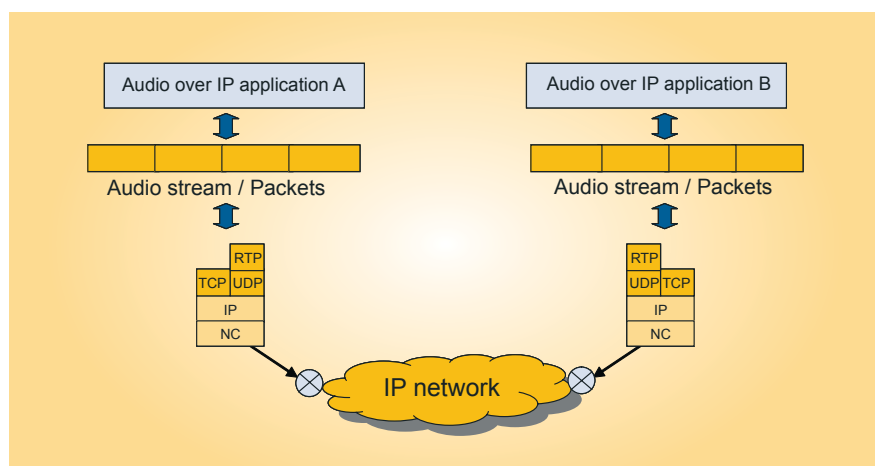 Audio over IP application A
Audio over IP application B
Audio stream / Packets
Audio stream / Packets
RTP
TCP UDP
IP
NC
RTP
UDP TCP
IP
NC
IP network